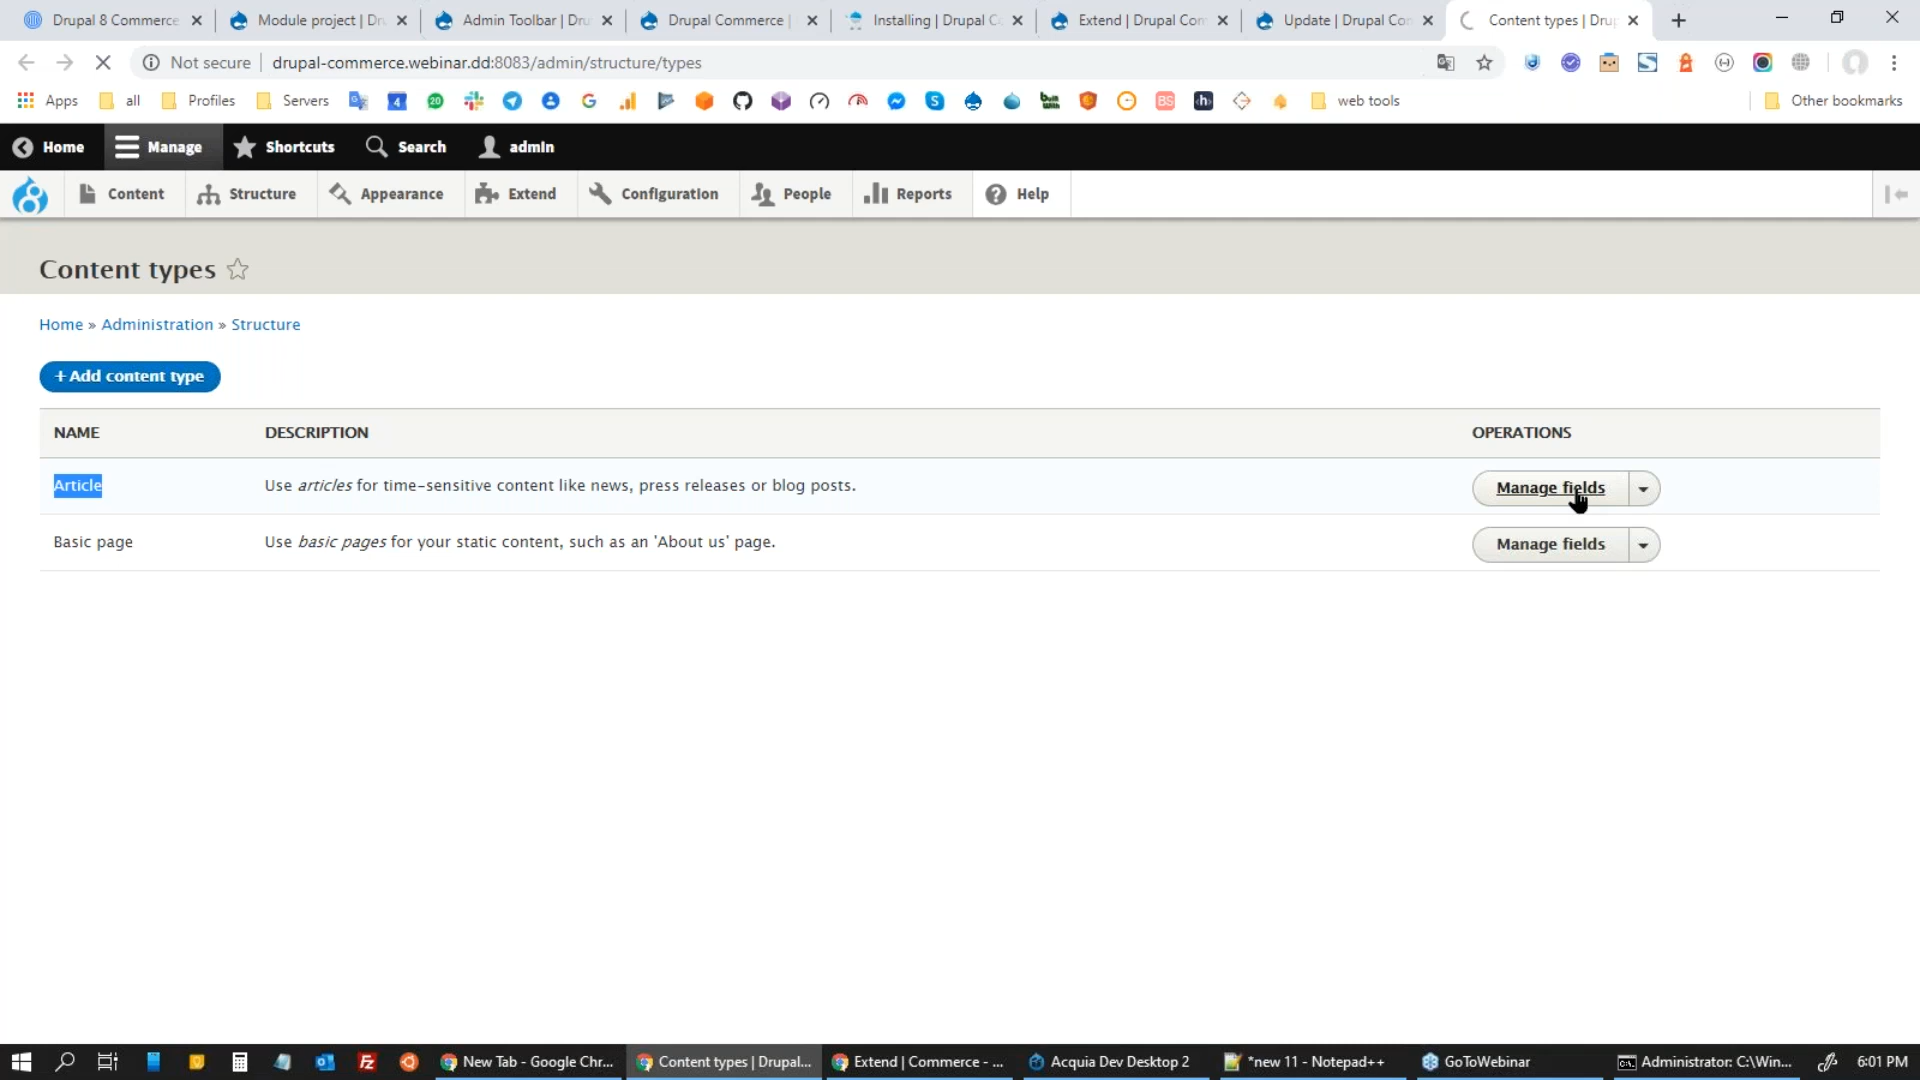 Drupal 8 Commerce
Module project | Dr
Admin Toolbar | Dru
Drupal Commerce |
Installing | Drupal C
Extend | Drupal Com
Update | Drupal Co
Content types | Dru
Not secure | drupal-commerce.webinar.dd:8083/admin/structure/types
Apps
all
Profiles
Servers
web tools
Other bookmarks
Home
Manage
Shortcuts
Search
admin
Content
Structure
Appearance
Extend
Configuration
People
Reports
Help
Content types
Home » Administration » Structure
+ Add content type
NAME DESCRIPTION OPERATIONS
Article Use articles for time-sensitive content like news, press releases or blog posts. Manage fields
Basic page Use basic pages for your static content, such as an 'About us' page. Manage fields
New Tab - Google Chr...
Content types | Drupal...
Extend | Commerce - ...
Acquia Dev Desktop 2
*new 11 - Notepad++
GoToWebinar
Administrator: C:\Win...
6:01 PM